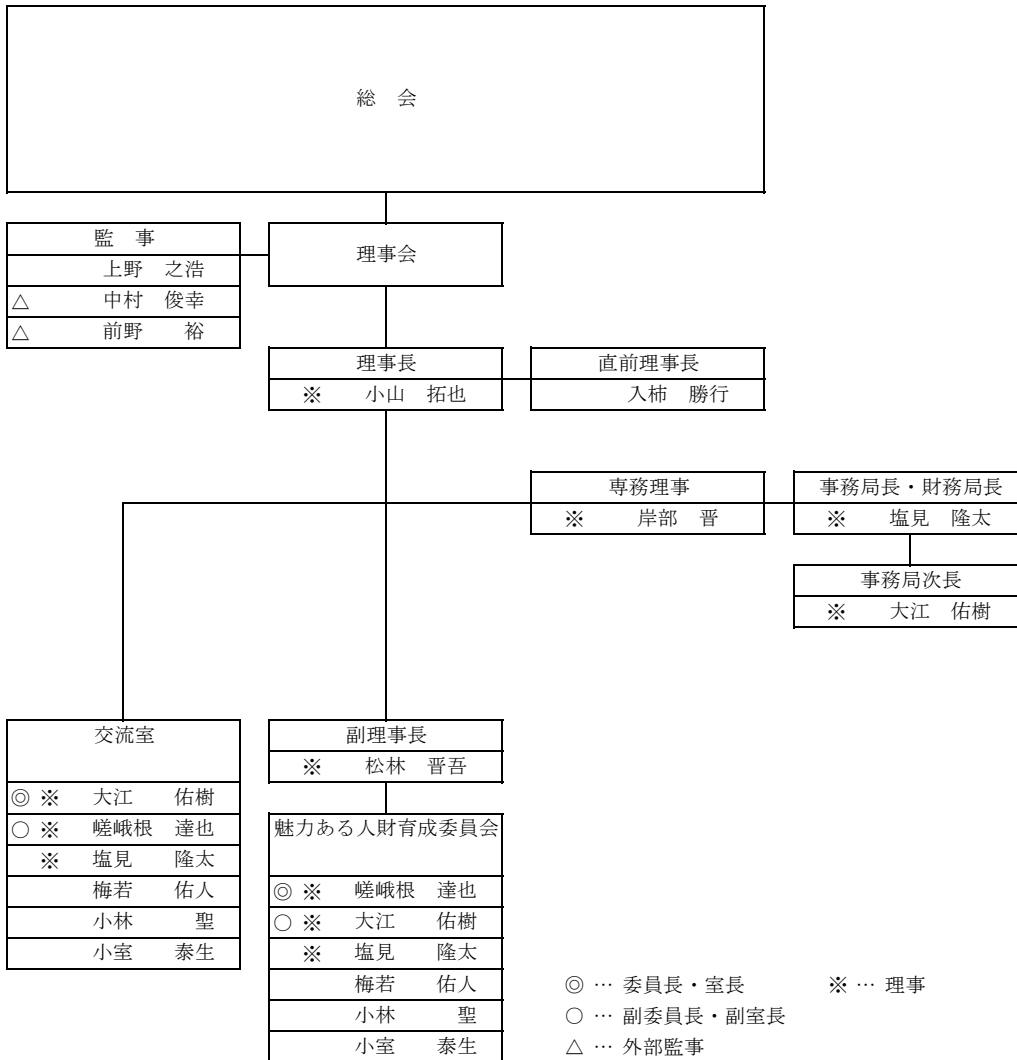 総　会
監　事
上野　之浩
△ 中村　俊幸
△ 前野　裕
理事会
理事長
※ 小山　拓也
直前理事長
入柿　勝行
専務理事
※ 岸部　晋
事務局長・財務局長
※ 塩見　隆太
事務局次長
※ 大江　佑樹
交流室
◎ ※ 大江　佑樹
○ ※ 嵯峨根　達也
※ 塩見　隆太
梅若　佑人
小林　聖
小室　泰生
副理事長
※ 松林　晋吾
魅力ある人財育成委員会
◎ ※ 嵯峨根　達也
○ ※ 大江　佑樹
※ 塩見　隆太
梅若　佑人
小林　聖
小室　泰生
◎ … 委員長・室長　※ … 理事
○ … 副委員長・副室長
△ … 外部監事